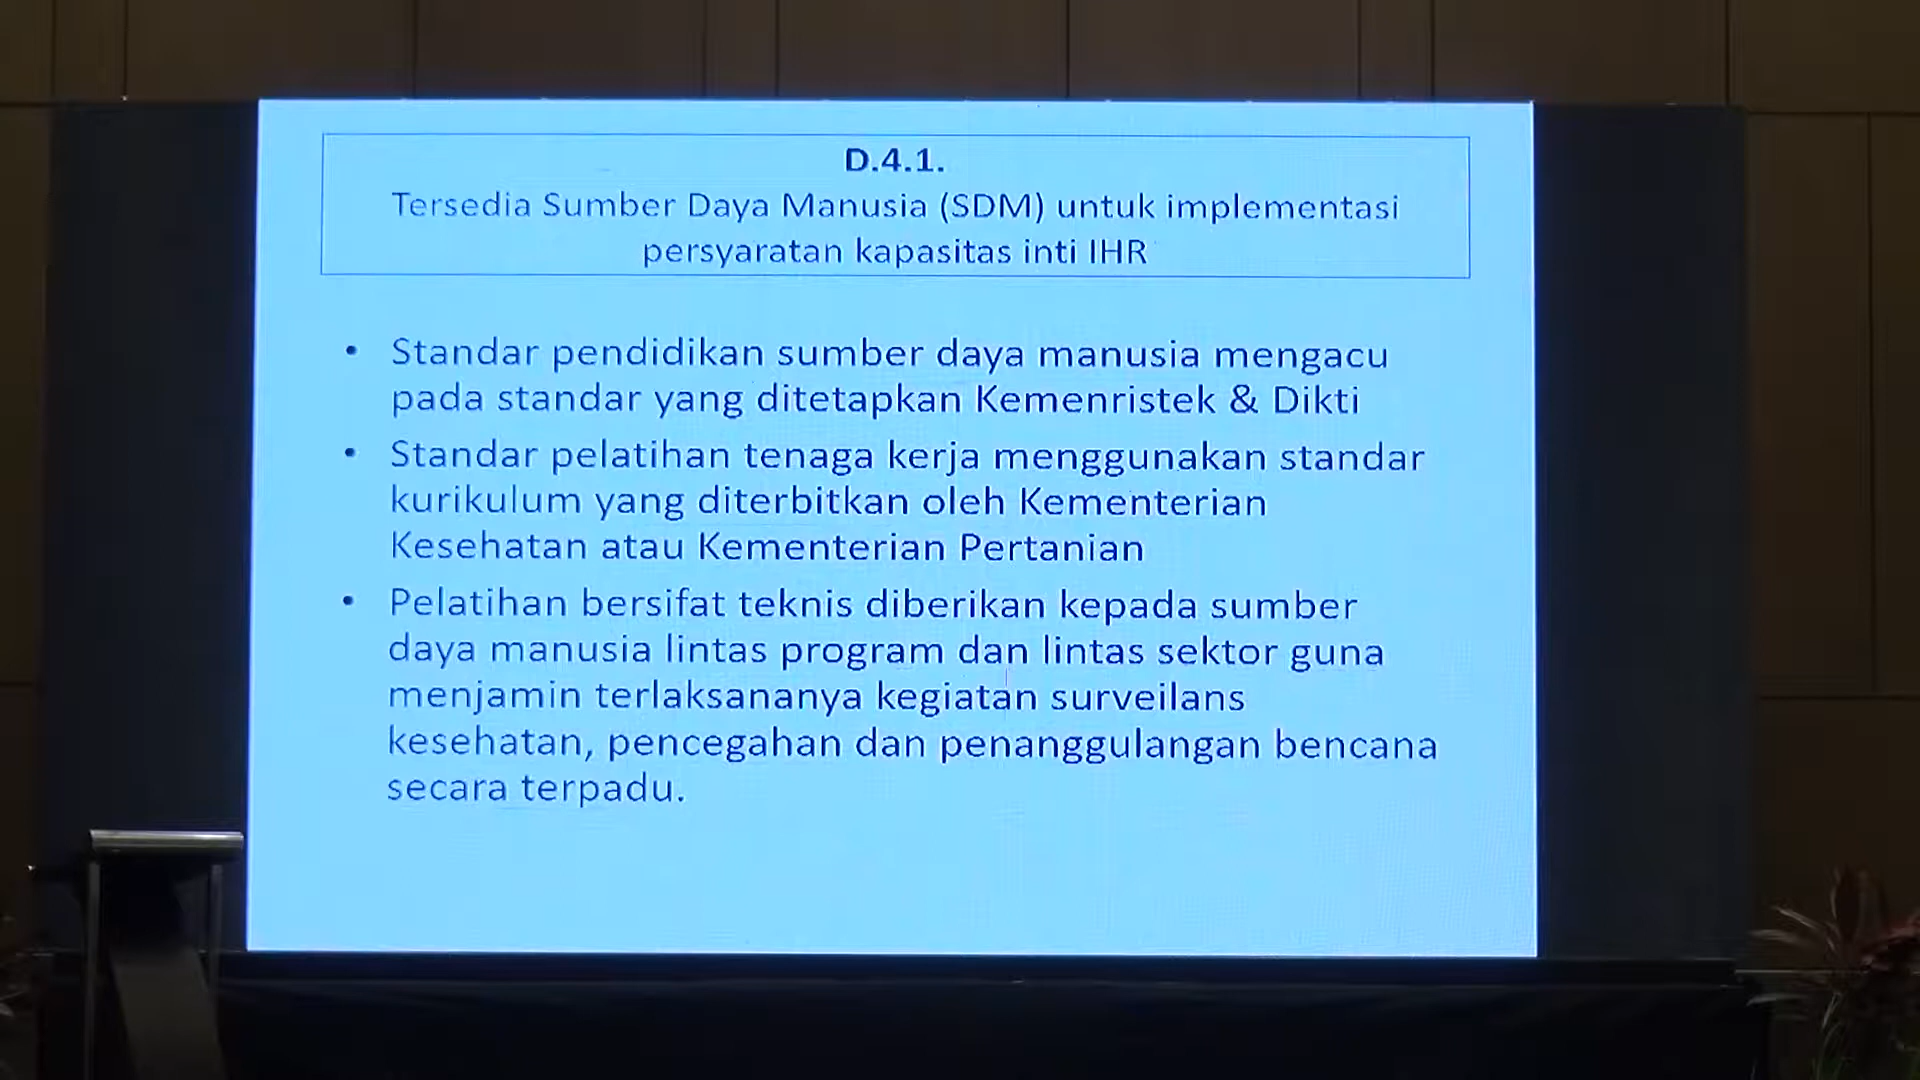 D.4.1.
Tersedia Sumber Daya Manusia (SDM) untuk implementasi
persyaratan kapasitas inti IHR
• Standar pendidikan sumber daya manusia mengacu
pada standar yang ditetapkan Kemenristek & Dikti
• Standar pelatihan tenaga kerja menggunakan standar
kurikulum yang diterbitkan oleh Kementerian
Kesehatan atau Kementerian Pertanian
• Pelatihan bersifat teknis diberikan kepada sumber
daya manusia lintas program dan lintas sektor guna
menjamin terlaksananya kegiatan surveilans
kesehatan, pencegahan dan penanggulangan bencana
secara terpadu.